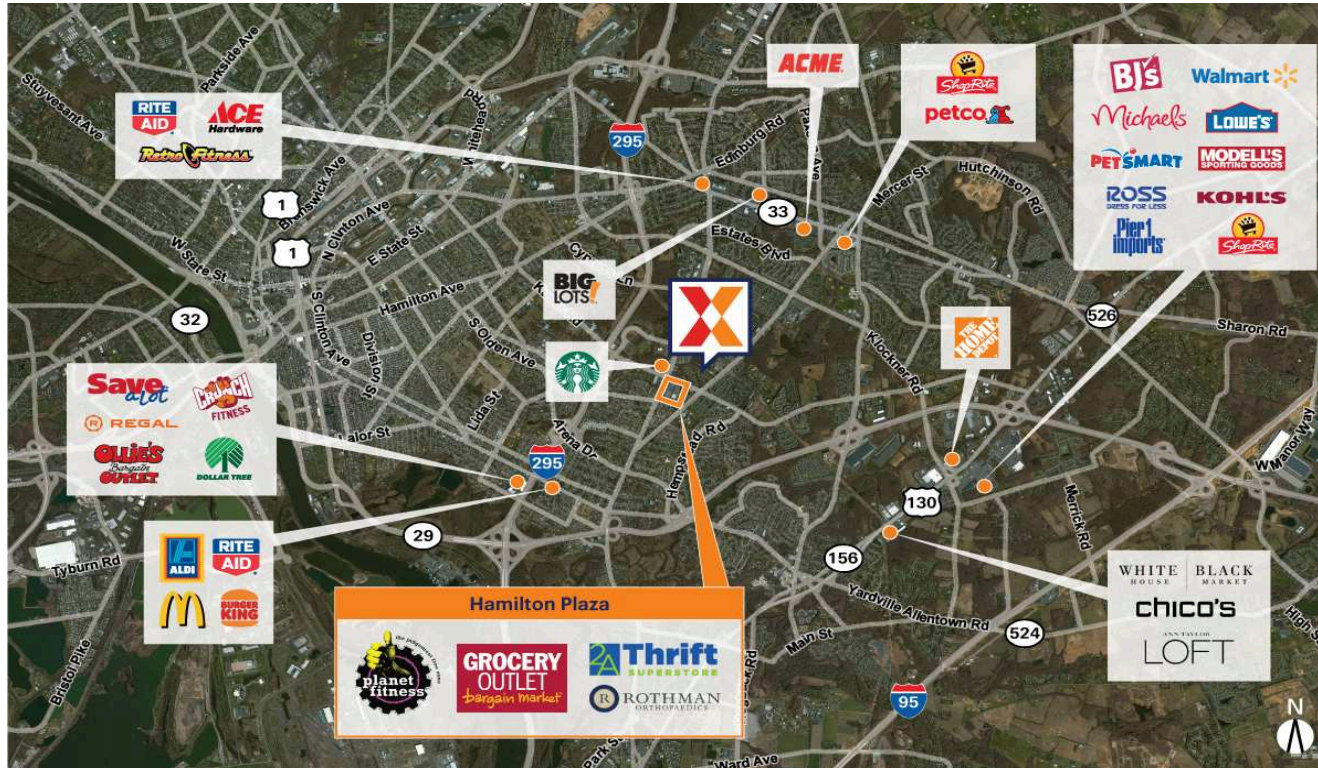 Stuyvesant Ave
Parkside Ave
RITE
AID
ACE
Hardware
Retro Fitness
295
Edinburg Rd
ACME
ShopRite
petco
Hutchinson Rd
Mercer St
BJ's
Walmart
Michaels
LOWE'S
PETSMART
MODELL'S
SPORTING GOODS
ROSS
DRESS FOR LESS
KOHL'S
Pier1
imports
ShopRite
1
Brunswick Ave
N Clinton Ave
E State St
W State St
1
33
Estates Blvd
BIG
LOTS!
Hamilton Ave
S Clinton Ave
Division St
S Olden Ave
32
526
Sharon Rd
Klockner Rd
THE
HOME
DEPOT
Save
a lot
CRUNCH
FITNESS
REGAL
OLLIE'S
Bargain
OUTLET
DOLLAR TREE
Lalor St
Lida St
Arena Dr
295
Hempstead Rd
W Manor Way
130
Merrick Rd
29
156
Tyburn Rd
ALDI
RITE
AID
BURGER
KING
WHITE
HOUSE
BLACK
MARKET
chico's
ANN TAYLOR
LOFT
Yardville Allentown Rd
Main St
524
Bristol Pike
Hamilton Plaza
the judgement free zone
planet
fitness
GROCERY
OUTLET
bargain market
2A Thrift
SUPERSTORE
R ROTHMAN
ORTHOPAEDICS
95
Ward Ave
N